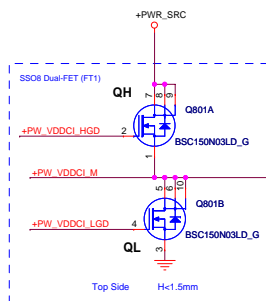 +PWR_SRC
SSO8 Dual-FET (FT1)
QH
7
8
9
Q801A
+PW_VDDCI_HGD
2
BSC150N03LD_G
1
+PW_VDDCI_M
5
6
10
Q801B
+PW_VDDCI_LGD
4
BSC150N03LD_G
QL
3
Top Side H<1.5mm